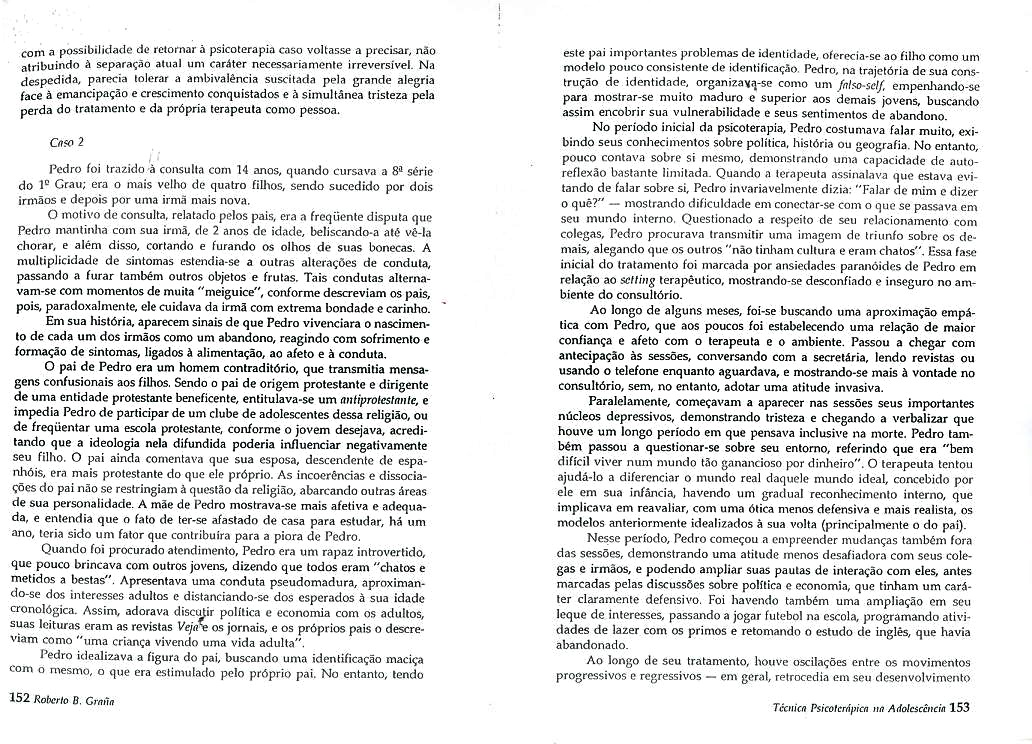 com a possibilidade de retornar à psicoterapia caso voltasse a precisar, não
atribuindo à separação atual um caráter necessariamente irreversível. Na
despedida, parecia tolerar a ambivalência suscitada pela grande alegria
face à emancipação e crescimento conquistados e à simultânea tristeza pela
perda do tratamento e da própria terapeuta como pessoa.
Caso 2
Pedro foi trazido à consulta com 14 anos, quando cursava a 8ª série
do 1º Grau; era o mais velho de quatro filhos, sendo sucedido por dois
irmãos e depois por uma irmã mais nova.
O motivo de consulta, relatado pelos pais, era a freqüente disputa que
Pedro mantinha com sua irmã, de 2 anos de idade, beliscando-a até vê-la
chorar, e além disso, cortando e furando os olhos de suas bonecas. A
multiplicidade de sintomas estendia-se a outras alterações de conduta,
passando a furar também outros objetos e frutas. Tais condutas alterna-
vam-se com momentos de muita "meiguice", conforme descreviam os pais,
pois, paradoxalmente, ele cuidava da irmã com extrema bondade e carinho.
Em sua história, aparecem sinais de que Pedro vivenciara o nascimen-
to de cada um dos irmãos como um abandono, reagindo com sofrimento e
formação de sintomas, ligados à alimentação, ao afeto e à conduta.
O pai de Pedro era um homem contraditório, que transmitia mensa-
gens confusionais aos filhos. Sendo o pai de origem protestante e dirigente
de uma entidade protestante beneficente, entitulava-se um antiprotestante, e
impedia Pedro de participar de um clube de adolescentes dessa religião, ou
de freqüentar uma escola protestante, conforme o jovem desejava, acredi-
tando que a ideologia nela difundida poderia influenciar negativamente
seu filho. O pai ainda comentava que sua esposa, descendente de espa-
nhóis, era mais protestante do que ele próprio. As incoerências e dissocia-
ções do pai não se restringiam à questão da religião, abarcando outras áreas
de sua personalidade. A mãe de Pedro mostrava-se mais afetiva e adequa-
da, e entendia que o fato de ter-se afastado de casa para estudar, há um
ano, teria sido um fator que contribuíra para a piora de Pedro.
Quando foi procurado atendimento, Pedro era um rapaz introvertido,
que pouco brincava com outros jovens, dizendo que todos eram "chatos e
metidos a bestas". Apresentava uma conduta pseudomadura, aproximan-
do-se dos interesses adultos e distanciando-se dos esperados à sua idade
cronológica. Assim, adorava discutir política e economia com os adultos,
suas leituras eram as revistas Veja e os jornais, e os próprios pais o descre-
viam como "uma criança vivendo uma vida adulta".
Pedro idealizava a figura do pai, buscando uma identificação maciça
com o mesmo, o que era estimulado pelo próprio pai. No entanto, tendo
152 Roberto B. Graña
este pai importantes problemas de identidade, oferecia-se ao filho como um
modelo pouco consistente de identificação. Pedro, na trajetória de sua cons-
trução de identidade, organizava-se como um falso-self, empenhando-se
para mostrar-se muito maduro e superior aos demais jovens, buscando
assim encobrir sua vulnerabilidade e seus sentimentos de abandono.
No período inicial da psicoterapia, Pedro costumava falar muito, exi-
bindo seus conhecimentos sobre política, história ou geografia. No entanto,
pouco contava sobre si mesmo, demonstrando uma capacidade de auto-
reflexão bastante limitada. Quando a terapeuta assinalava que estava evi-
tando de falar sobre si, Pedro invariavelmente dizia: "Falar de mim e dizer
o quê?" — mostrando dificuldade em conectar-se com o que se passava em
seu mundo interno. Questionado a respeito de seu relacionamento com
colegas, Pedro procurava transmitir uma imagem de triunfo sobre os de-
mais, alegando que os outros "não tinham cultura e eram chatos". Essa fase
inicial do tratamento foi marcada por ansiedades paranóides de Pedro em
relação ao setting terapêutico, mostrando-se desconfiado e inseguro no am-
biente do consultório.
Ao longo de alguns meses, foi-se buscando uma aproximação empá-
tica com Pedro, que aos poucos foi estabelecendo uma relação de maior
confiança e afeto com o terapeuta e o ambiente. Passou a chegar com
antecipação às sessões, conversando com a secretária, lendo revistas ou
usando o telefone enquanto aguardava, e mostrando-se mais à vontade no
consultório, sem, no entanto, adotar uma atitude invasiva.
Paralelamente, começavam a aparecer nas sessões seus importantes
núcleos depressivos, demonstrando tristeza e chegando a verbalizar que
houve um longo período em que pensava inclusive na morte. Pedro tam-
bém passou a questionar-se sobre seu entorno, referindo que era "bem
difícil viver num mundo tão ganancioso por dinheiro". O terapeuta tentou
ajudá-lo a diferenciar o mundo real daquele mundo ideal, concebido por
ele em sua infância, havendo um gradual reconhecimento interno, que
implicava em reavaliar, com uma ótica menos defensiva e mais realista, os
modelos anteriormente idealizados à sua volta (principalmente o do pai).
Nesse período, Pedro começou a empreender mudanças também fora
das sessões, demonstrando uma atitude menos desafiadora com seus cole-
gas e irmãos, e podendo ampliar suas pautas de interação com eles, antes
marcadas pelas discussões sobre política e economia, que tinham um cará-
ter claramente defensivo. Foi havendo também uma ampliação em seu
leque de interesses, passando a jogar futebol na escola, programando ativi-
dades de lazer com os primos e retomando o estudo de inglês, que havia
abandonado.
Ao longo de seu tratamento, houve oscilações entre os movimentos
progressivos e regressivos — em geral, retrocedia em seu desenvolvimento
Técnica Psicoterápica na Adolescência 153